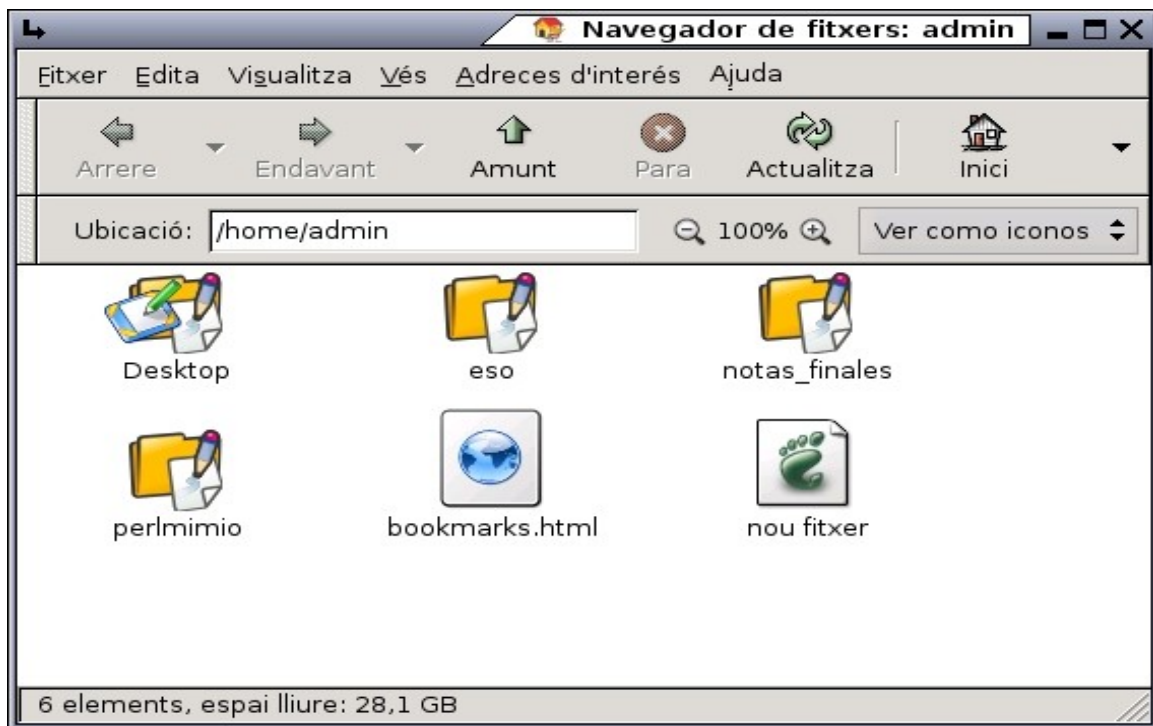 Navegador de fitxers: admin
Fitxer Edita Visualitza Vés Adreces d'interés Ajuda
Arrere Endavant Amunt Para Actualitza Inici
Ubicació: /home/admin 100% Ver como iconos
Desktop eso notas_finales
perlmimio bookmarks.html nou fitxer
6 elements, espai lliure: 28,1 GB